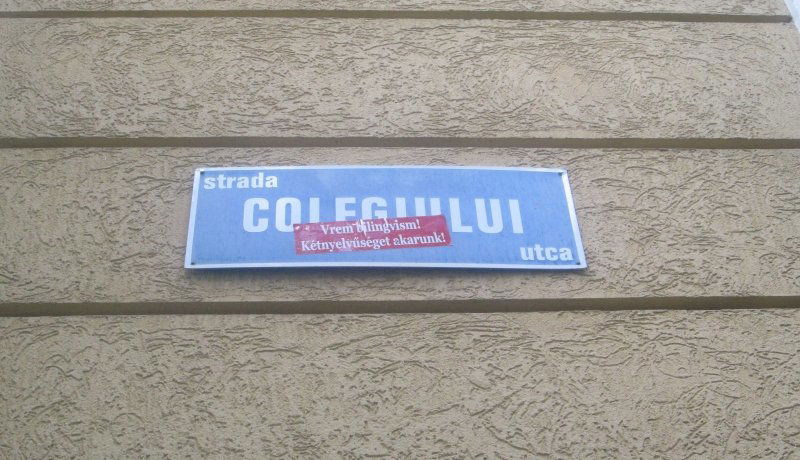 strada
COLEGIULUI
Vrem bilingvism!
Kétnyelvűséget akarunk!
utca